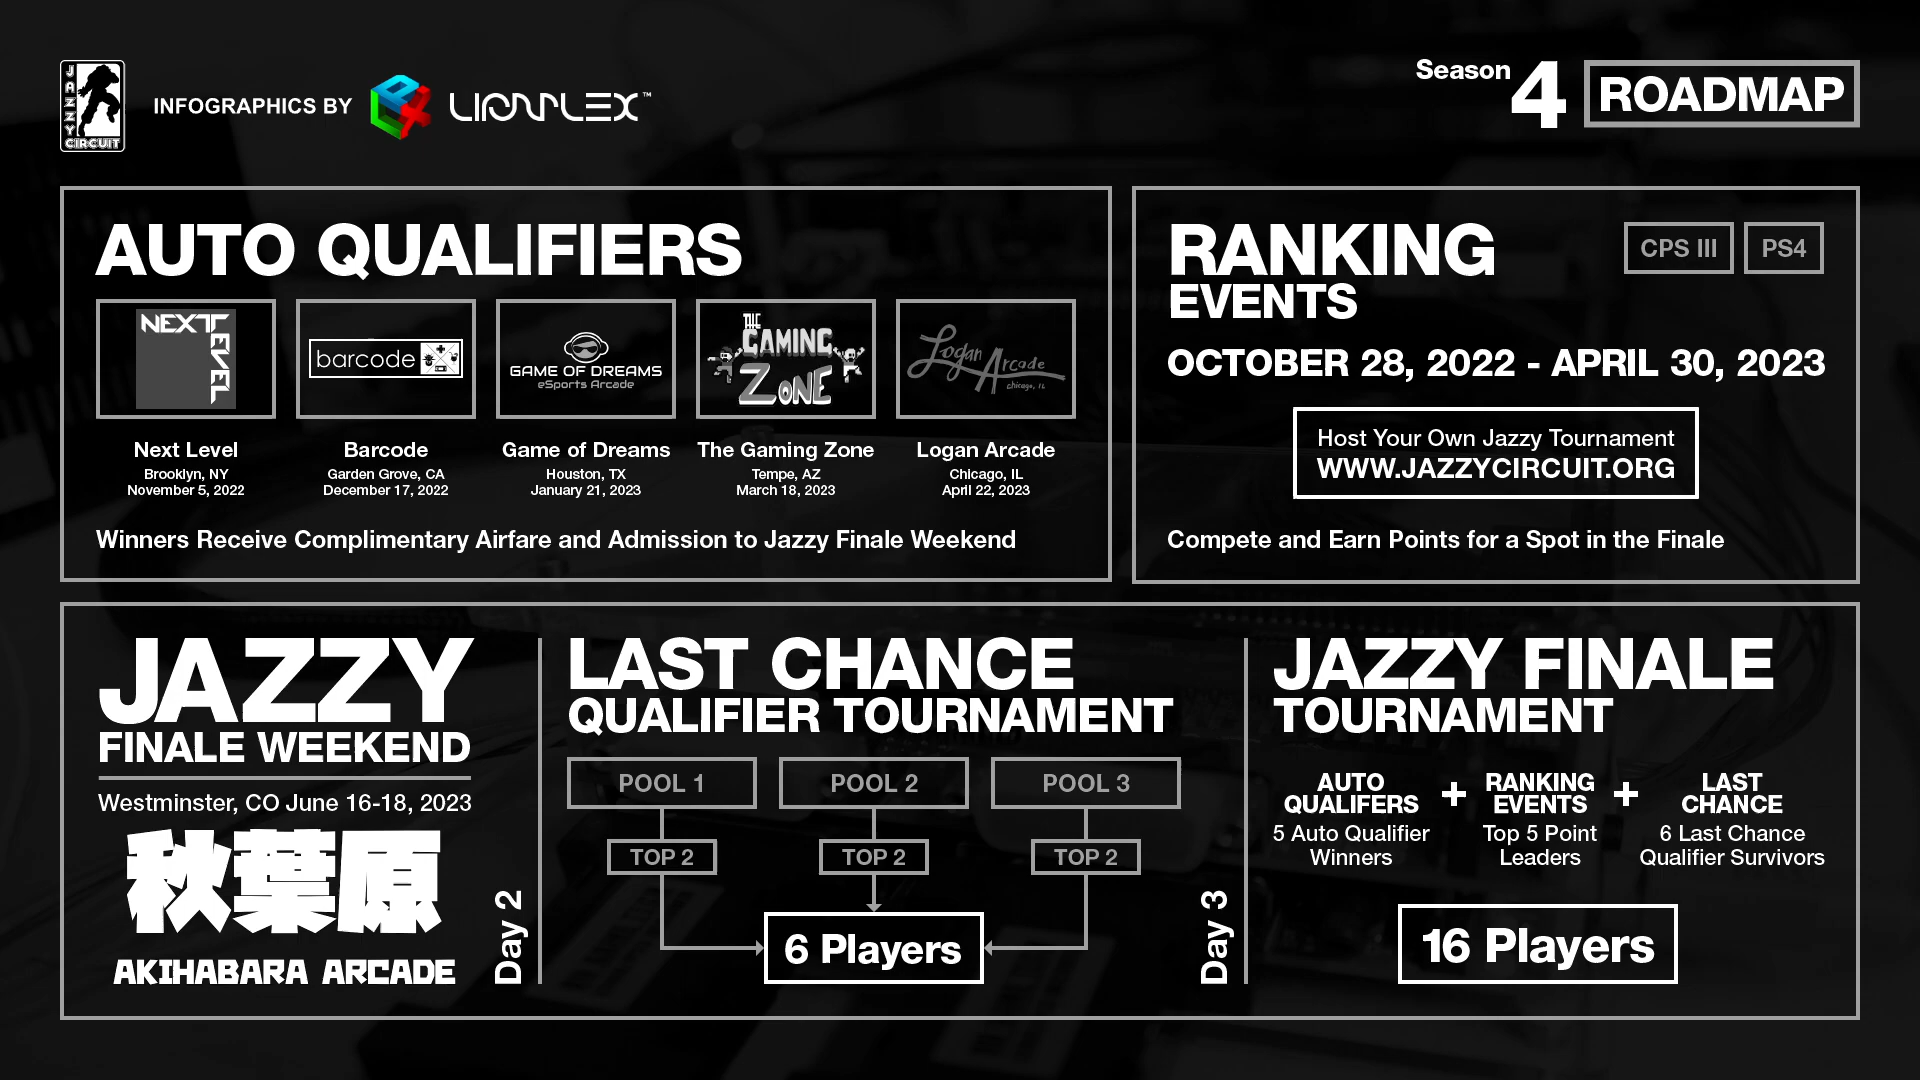 JAZZY
CIRCUIT
INFOGRAPHICS BY
LIONFLEX™
Season 4 ROADMAP
AUTO QUALIFIERS
NEXT LEVEL
barcode
GAME OF DREAMS
eSports Arcade
THE GAMING ZONE
Logan Arcade
chicago, IL
Next Level
Brooklyn, NY
November 5, 2022
Barcode
Garden Grove, CA
December 17, 2022
Game of Dreams
Houston, TX
January 21, 2023
The Gaming Zone
Tempe, AZ
March 18, 2023
Logan Arcade
Chicago, IL
April 22, 2023
Winners Receive Complimentary Airfare and Admission to Jazzy Finale Weekend
RANKING
EVENTS
CPS III
PS4
OCTOBER 28, 2022 - APRIL 30, 2023
Host Your Own Jazzy Tournament
WWW.JAZZYCIRCUIT.ORG
Compete and Earn Points for a Spot in the Finale
JAZZY
FINALE WEEKEND
Westminster, CO June 16-18, 2023
秋葉原
AKIHABARA ARCADE
Day 2
LAST CHANCE
QUALIFIER TOURNAMENT
POOL 1
POOL 2
POOL 3
TOP 2
TOP 2
TOP 2
6 Players
Day 3
JAZZY FINALE
TOURNAMENT
AUTO
QUALIFERS
5 Auto Qualifier
Winners
+
RANKING
EVENTS
Top 5 Point
Leaders
+
LAST
CHANCE
6 Last Chance
Qualifier Survivors
16 Players